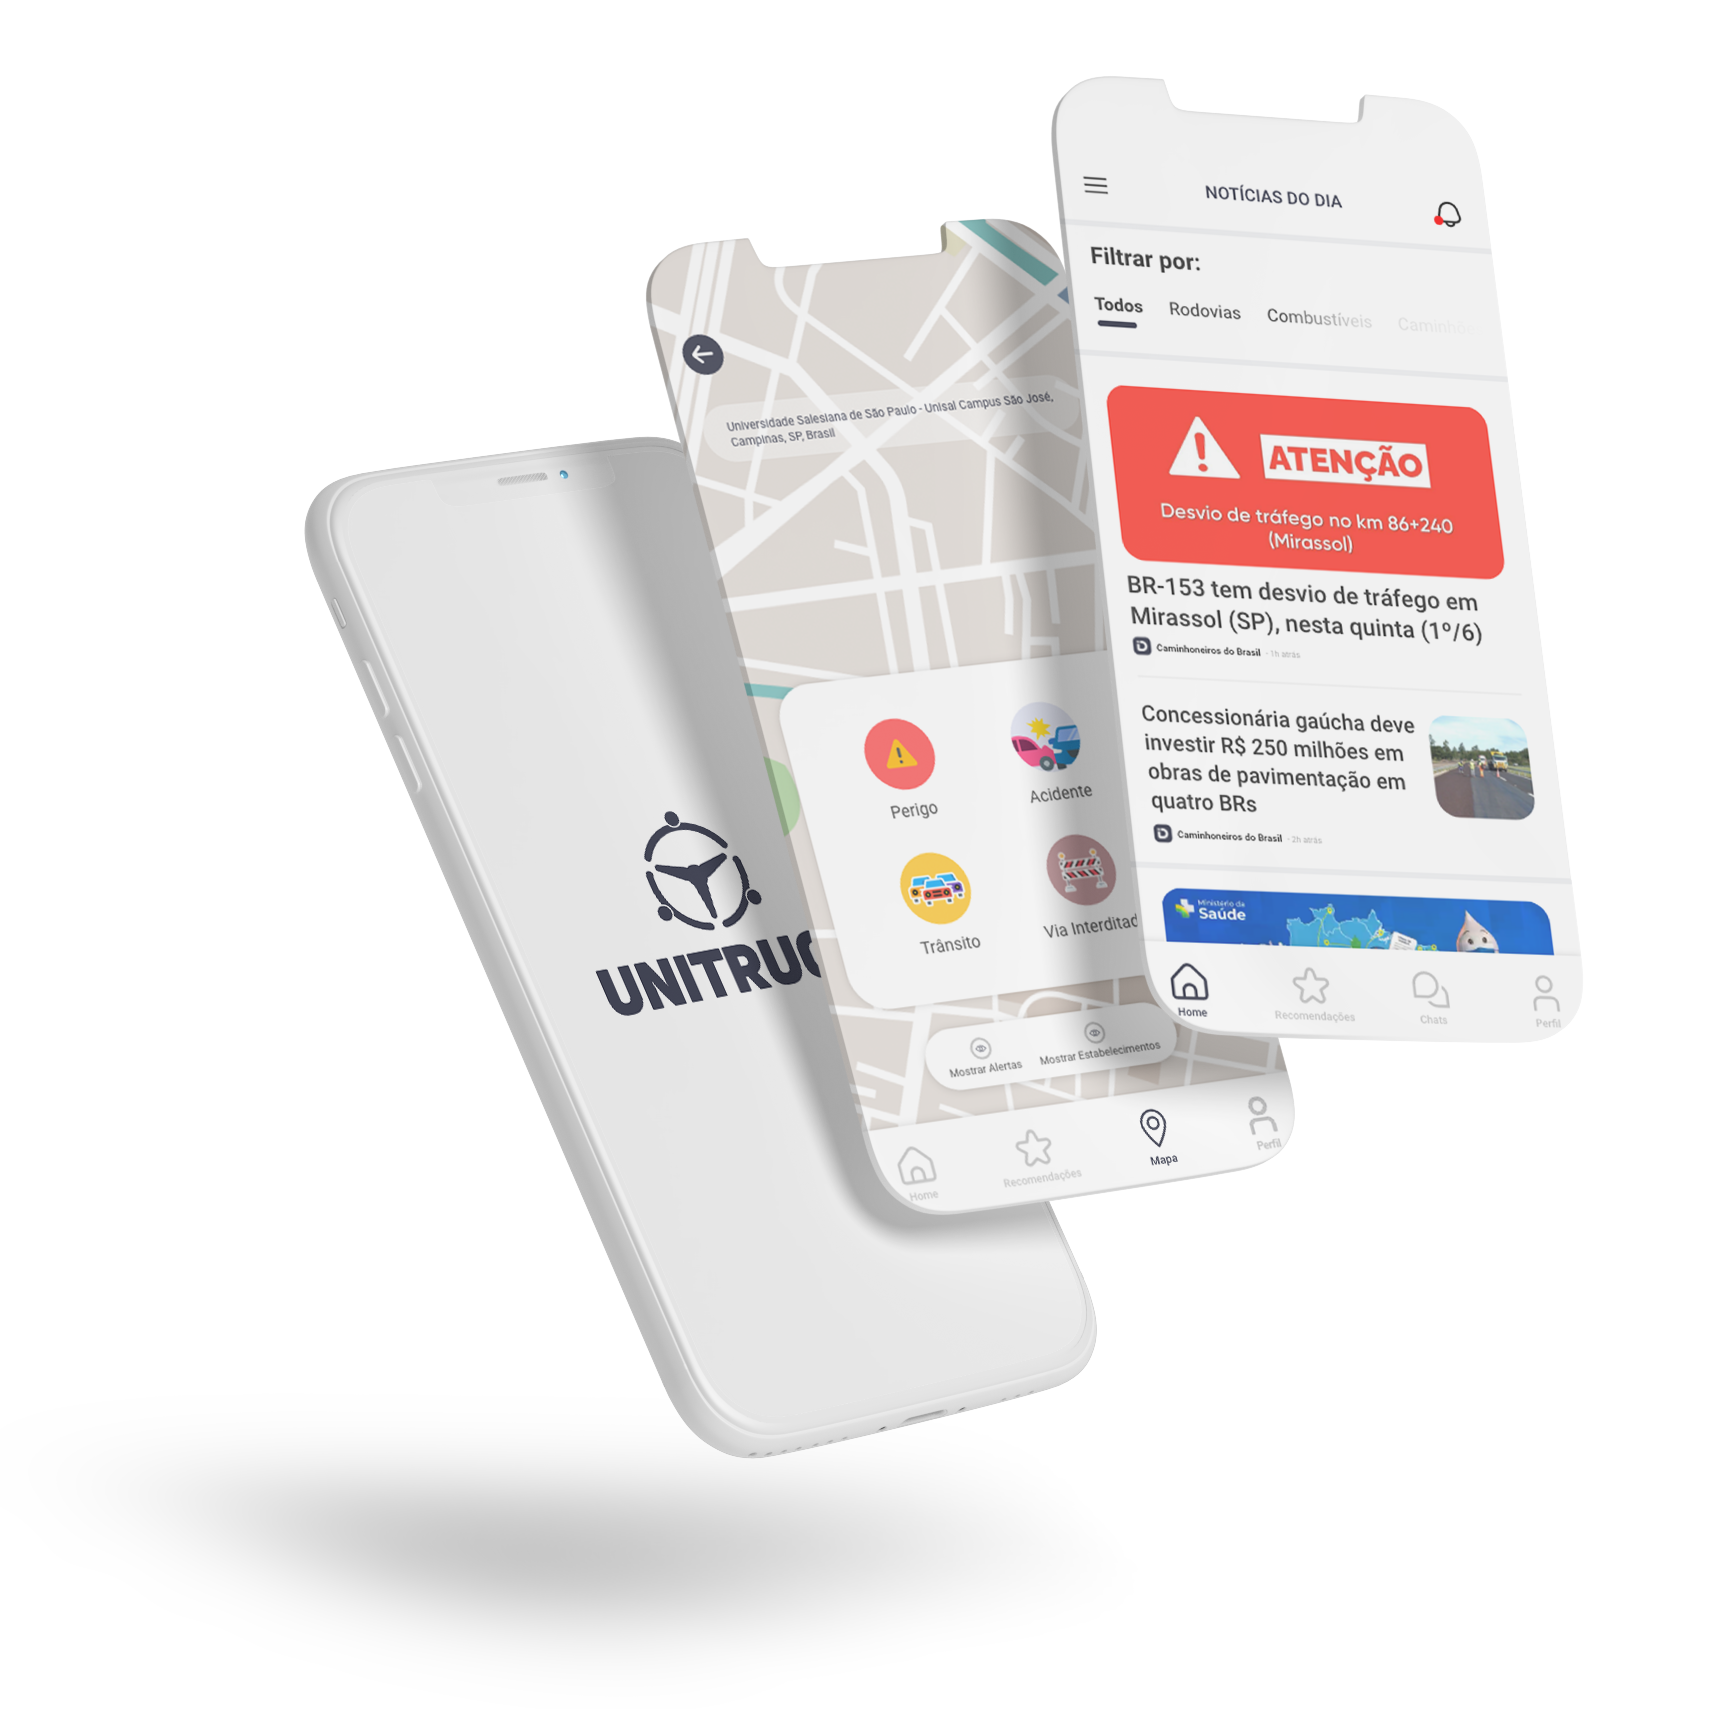 UNITRUC
Universidade Salesiana de São Paulo - Unisal Campus São José,
Campinas, SP, Brasil
Perigo
Acidente
Trânsito
Via Interditad
Mostrar Alertas
Mostrar Estabelecimentos
Home
Recomendações
Mapa
Perfil
NOTÍCIAS DO DIA
Filtrar por:
Todos Rodovias Combustíveis Caminhõ
ATENÇÃO
Desvio de tráfego no km 86+240
(Mirassol)
BR-153 tem desvio de tráfego em
Mirassol (SP), nesta quinta (1º/6)
Caminhoneiros do Brasil - 1h atrás
Concessionária gaúcha deve
investir R$ 250 milhões em
obras de pavimentação em
quatro BRs
Caminhoneiros do Brasil - 2h atrás
Ministério da
Saúde
Home
Recomendações
Chats
Perfil